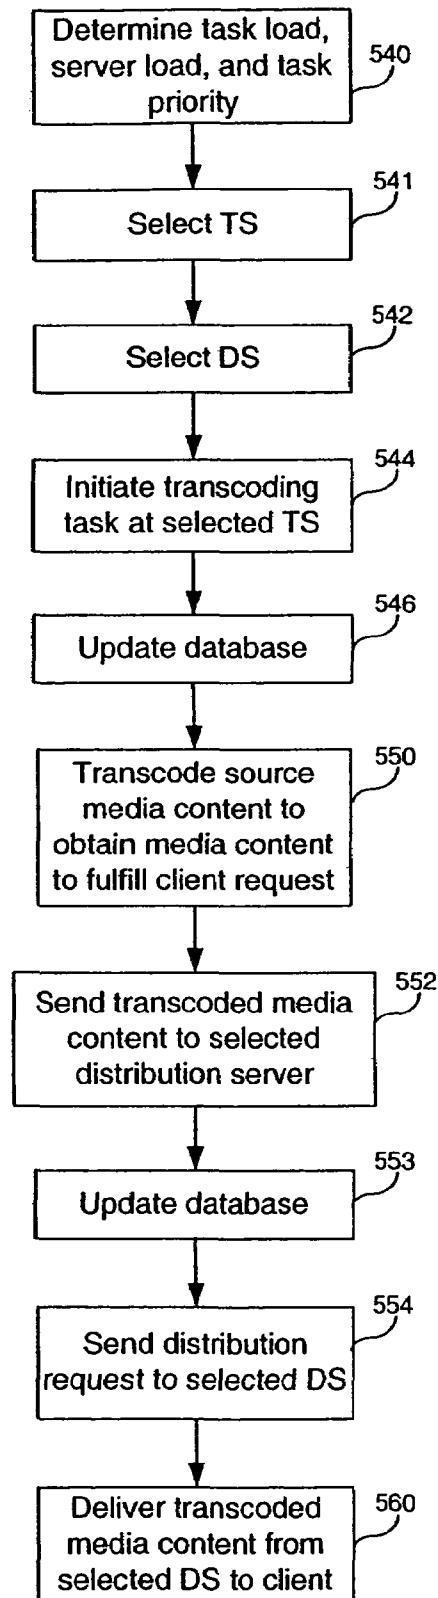 Determine task load,
server load, and task
priority
540
541
Select TS
542
Select DS
544
Initiate transcoding
task at selected TS
546
Update database
550
Transcode source
media content to
obtain media content
to fulfill client request
552
Send transcoded media
content to selected
distribution server
553
Update database
554
Send distribution
request to selected DS
560
Deliver transcoded
media content from
selected DS to client